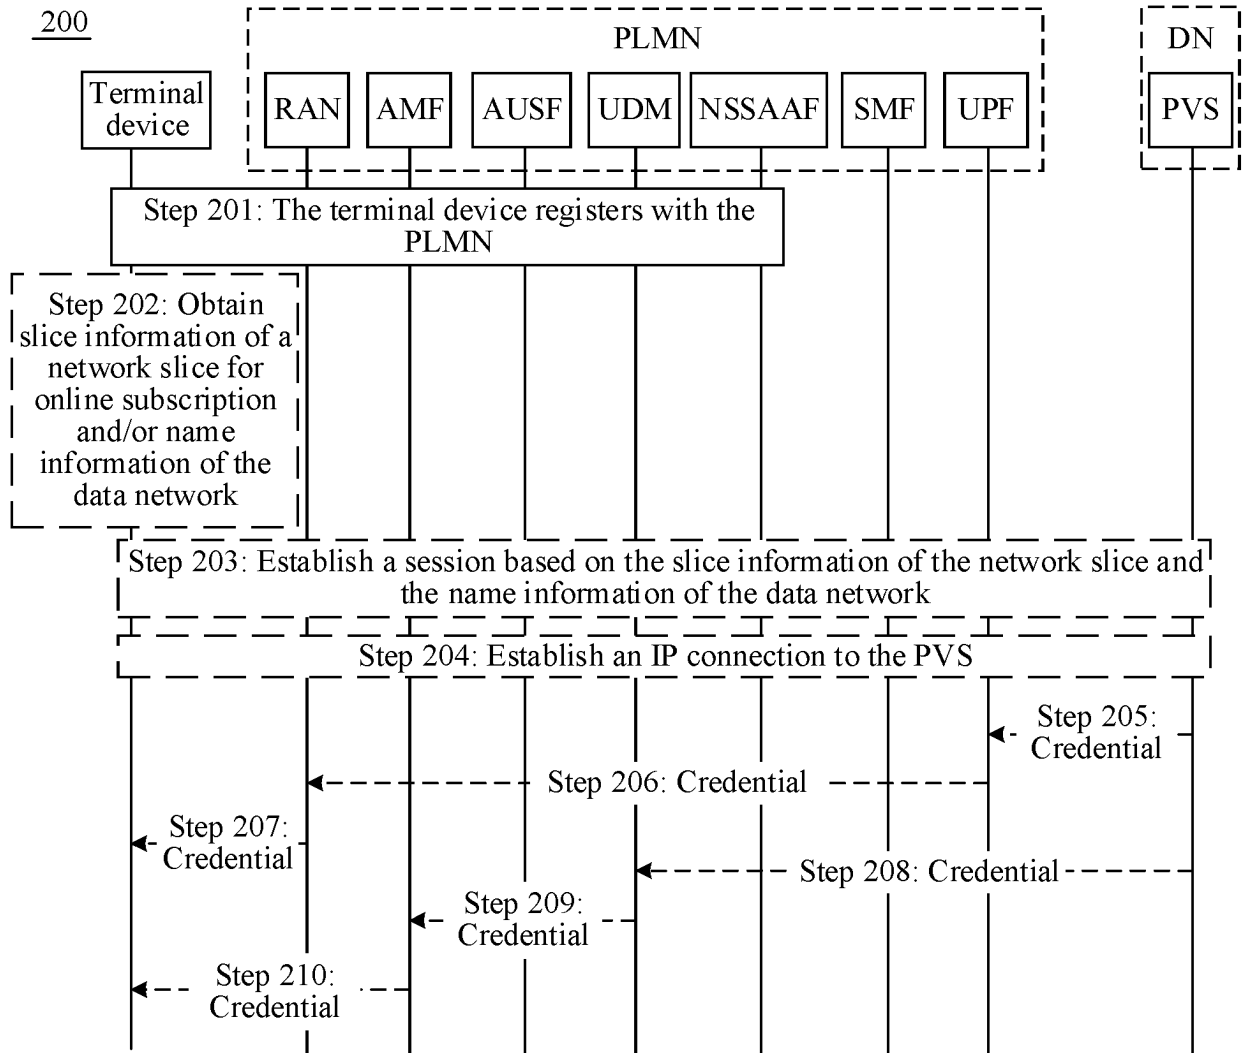 200
PLMN
DN
Terminal
device
RAN
AMF
AUSF
UDM
NSSAAF
SMF
UPF
PVS
Step 201: The terminal device registers with the
PLMN
Step 202: Obtain
slice information of a
network slice for
online subscription
and/or name
information of the
data network
Step 203: Establish a session based on the slice information of the network slice and
the name information of the data network
Step 204: Establish an IP connection to the PVS
Step 205:
Credential
Step 206: Credential
Step 207:
Credential
Step 208: Credential
Step 209:
Credential
Step 210:
Credential